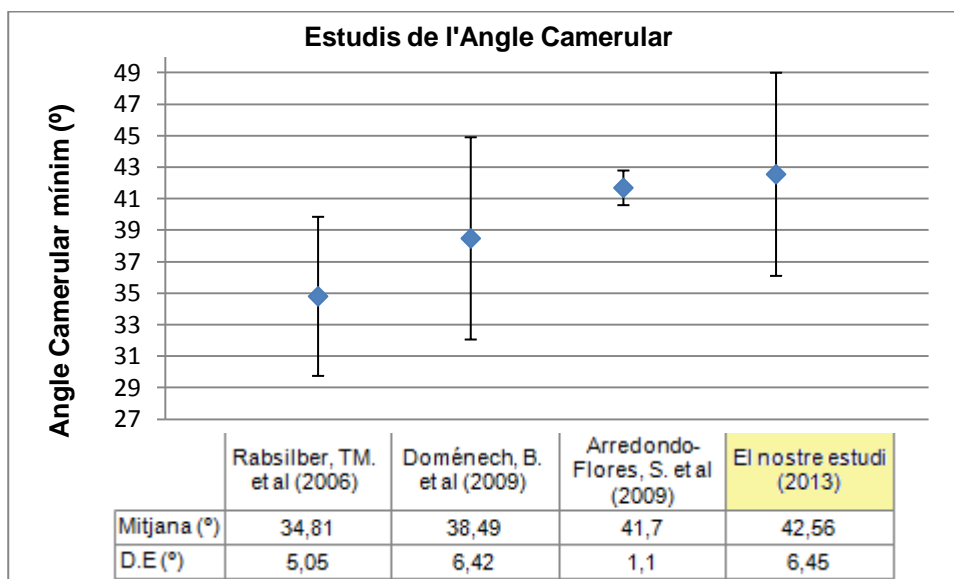 Estudis de l'Angle Camerular
Angle Camerular mínim (º)
49
47
45
43
41
39
37
35
33
31
29
27
Rabsilber, TM. et al (2006)
Doménech, B. et al (2009)
Arredondo-Flores, S. et al (2009)
El nostre estudi (2013)
Mitjana (º) 34,81 38,49 41,7 42,56
D.E (º) 5,05 6,42 1,1 6,45